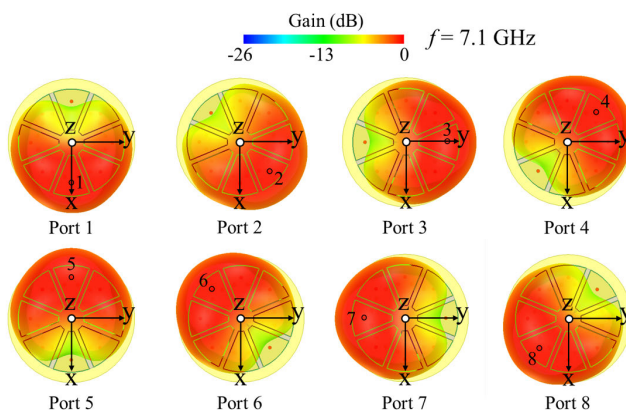 Gain (dB)
-26 -13 0 f = 7.1 GHz
z y 1 x
z y 2 x
z 3 y x
4 z y x
Port 1 Port 2 Port 3 Port 4
5 z y x
6 z y x
z 7 y x
z y 8 x
Port 5 Port 6 Port 7 Port 8